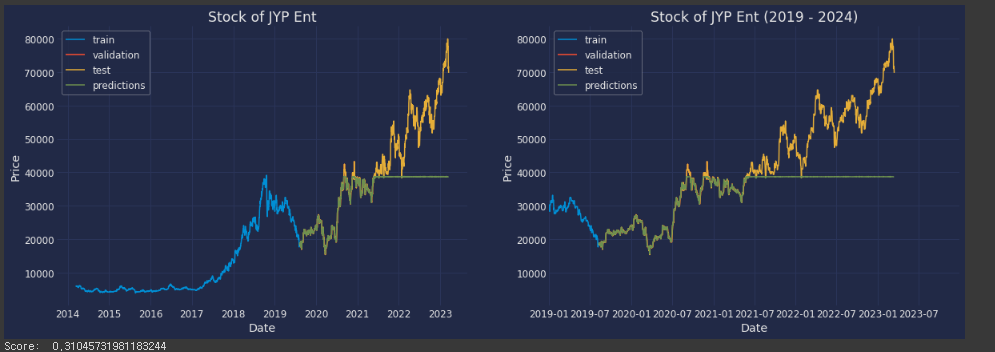 Stock of JYP Ent
train
validation
test
predictions
80000
70000
60000
50000
40000
30000
20000
10000
Price
2014 2015 2016 2017 2018 2019 2020 2021 2022 2023
Date
Stock of JYP Ent (2019 - 2024)
train
validation
test
predictions
80000
70000
60000
50000
40000
30000
20000
10000
Price
2019-01 2019-07 2020-01 2020-07 2021-01 2021-07 2022-01 2022-07 2023-01 2023-07
Date
Score: 0,31045731981183244